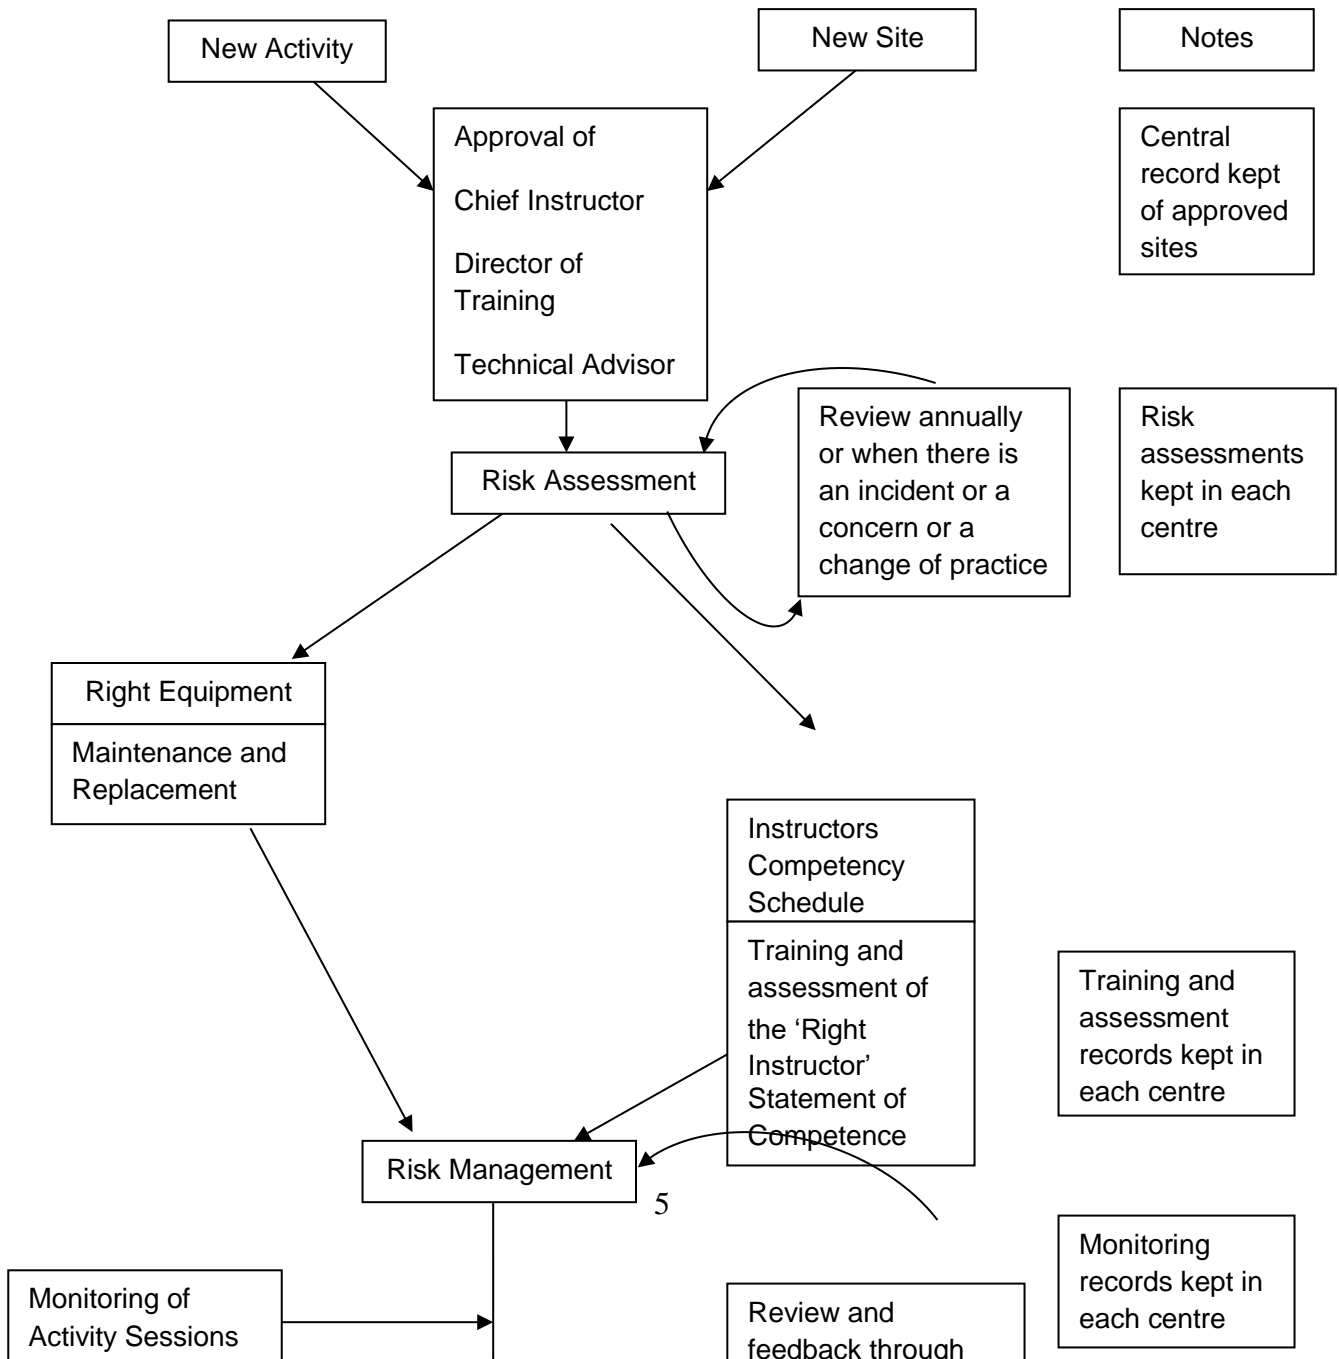 New Activity
New Site
Notes
Approval of
Chief Instructor
Director of
Training
Technical Advisor
Central
record kept
of approved
sites
Risk Assessment
Review annually
or when there is
an incident or a
concern or a
change of practice
Risk
assessments
kept in each
centre
Right Equipment
Maintenance and
Replacement
Instructors
Competency
Schedule
Training and
assessment of
the ‘Right
Instructor’
Statement of
Competence
Training and
assessment
records kept in
each centre
Risk Management
5
Monitoring of
Activity Sessions
Review and
feedback through
Monitoring
records kept in
each centre